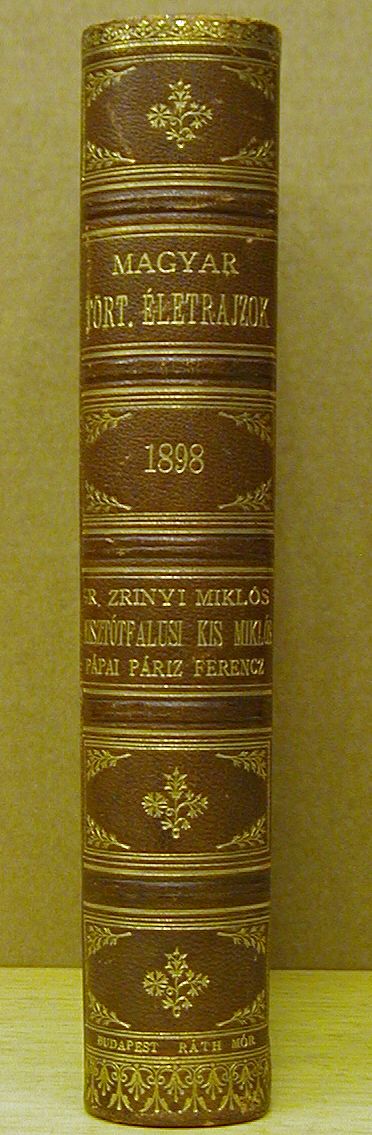 MAGYAR
TÖRT. ÉLETRAJZOK
1898
GR. ZRINYI MIKLÓS
MISZTÓTFALUSI KIS MIKLÓS
PÁPAI PÁRIZ FERENCZ
BUDAPEST RÁTH MÓR